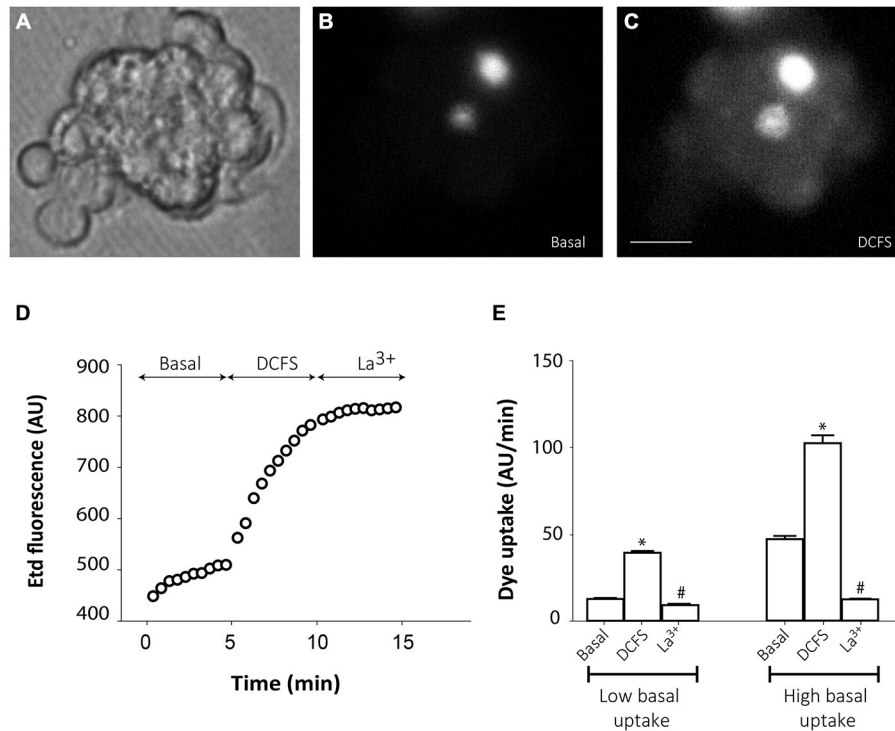 A
B
C
Basal
DCFS
D
E
Etd fluorescence (AU)
900
800
700
600
500
400
Basal
DCFS
La³⁺
0
5
10
15
Time (min)
Dye uptake (AU/min)
150
100
50
0
*
#
*
#
Basal
DCFS
La³⁺
Basal
DCFS
La³⁺
Low basal
uptake
High basal
uptake